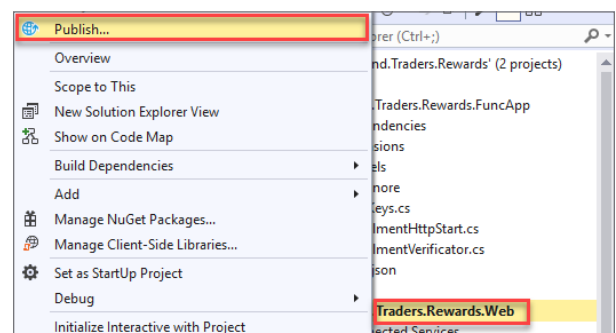 Publish...
Overview
Scope to This
New Solution Explorer View
Show on Code Map
Build Dependencies
Add
Manage NuGet Packages...
Manage Client-Side Libraries...
Set as StartUp Project
Debug
Initialize Interactive with Project
orer (Ctrl+;)
nd.Traders.Rewards' (2 projects)
.Traders.Rewards.FuncApp
ndencies
sions
els
nore
Keys.cs
lmentHttpStart.cs
lmentVerificator.cs
json
.Traders.Rewards.Web
ected Services